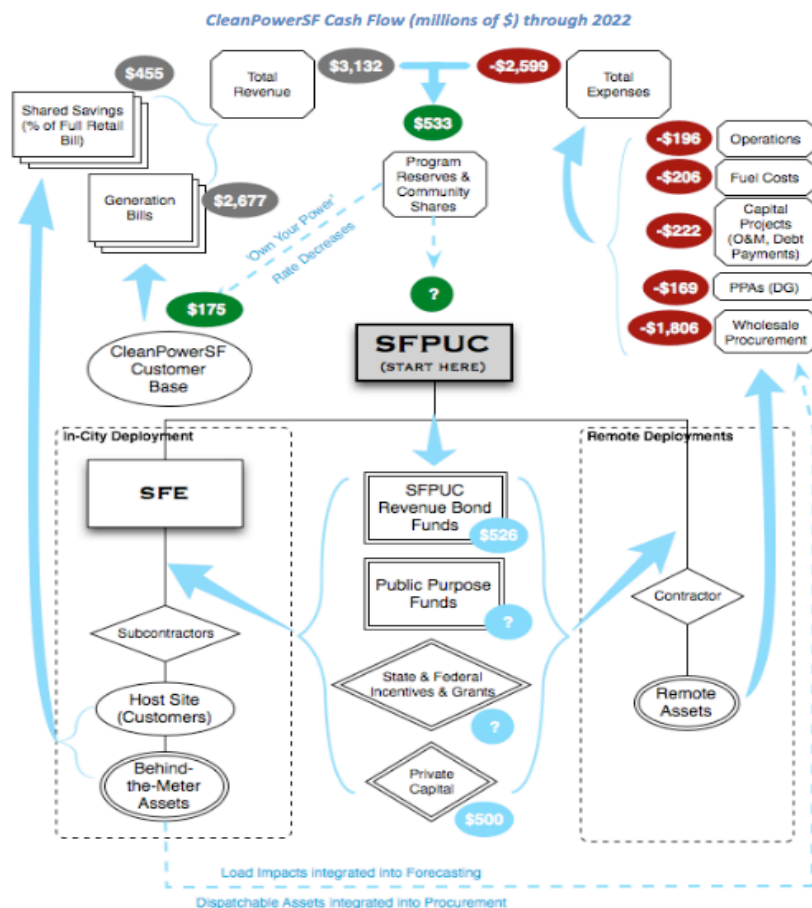 CleanPowerSF Cash Flow (millions of $) through 2022
$455
Total
Revenue
$3,132
-$2,599
Total
Expenses
Shared Savings
(% of Full Retail
Bill)
$533
-$196
Operations
Generation
Bills
$2,677
Program
Reserves &
Community
Shares
-$206
Fuel Costs
'Own Your Power'
Rate Decreases
-$222
Capital
Projects
(O&M, Debt
Payments)
$175
?
-$169
PPAs (DG)
CleanPowerSF
Customer
Base
SFPUC
(START HERE)
-$1,806
Wholesale
Procurement
In-City Deployment
Remote Deployments
SFE
SFPUC
Revenue Bond
Funds
$526
Public Purpose
Funds
?
Subcontractors
Contractor
State & Federal
Incentives & Grants
?
Host Site
(Customers)
Remote
Assets
Behind-
the-Meter
Assets
Private
Capital
$500
Load Impacts integrated into Forecasting
Dispatchable Assets integrated into Procurement